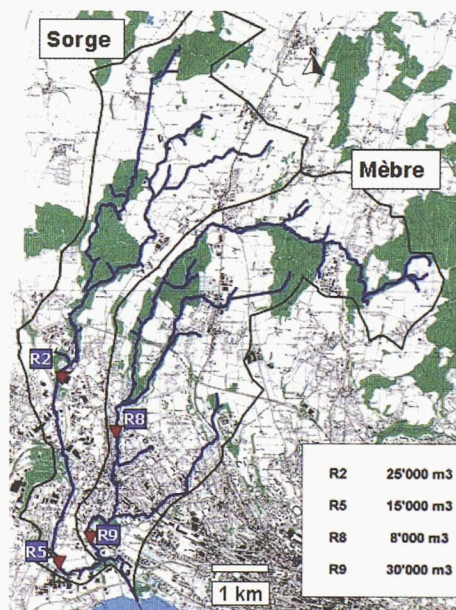 Sorge
N
Mèbre
R2
R8
R9
R5
R2 25'000 m3
R5 15'000 m3
R8 8'000 m3
R9 30'000 m3
1 km